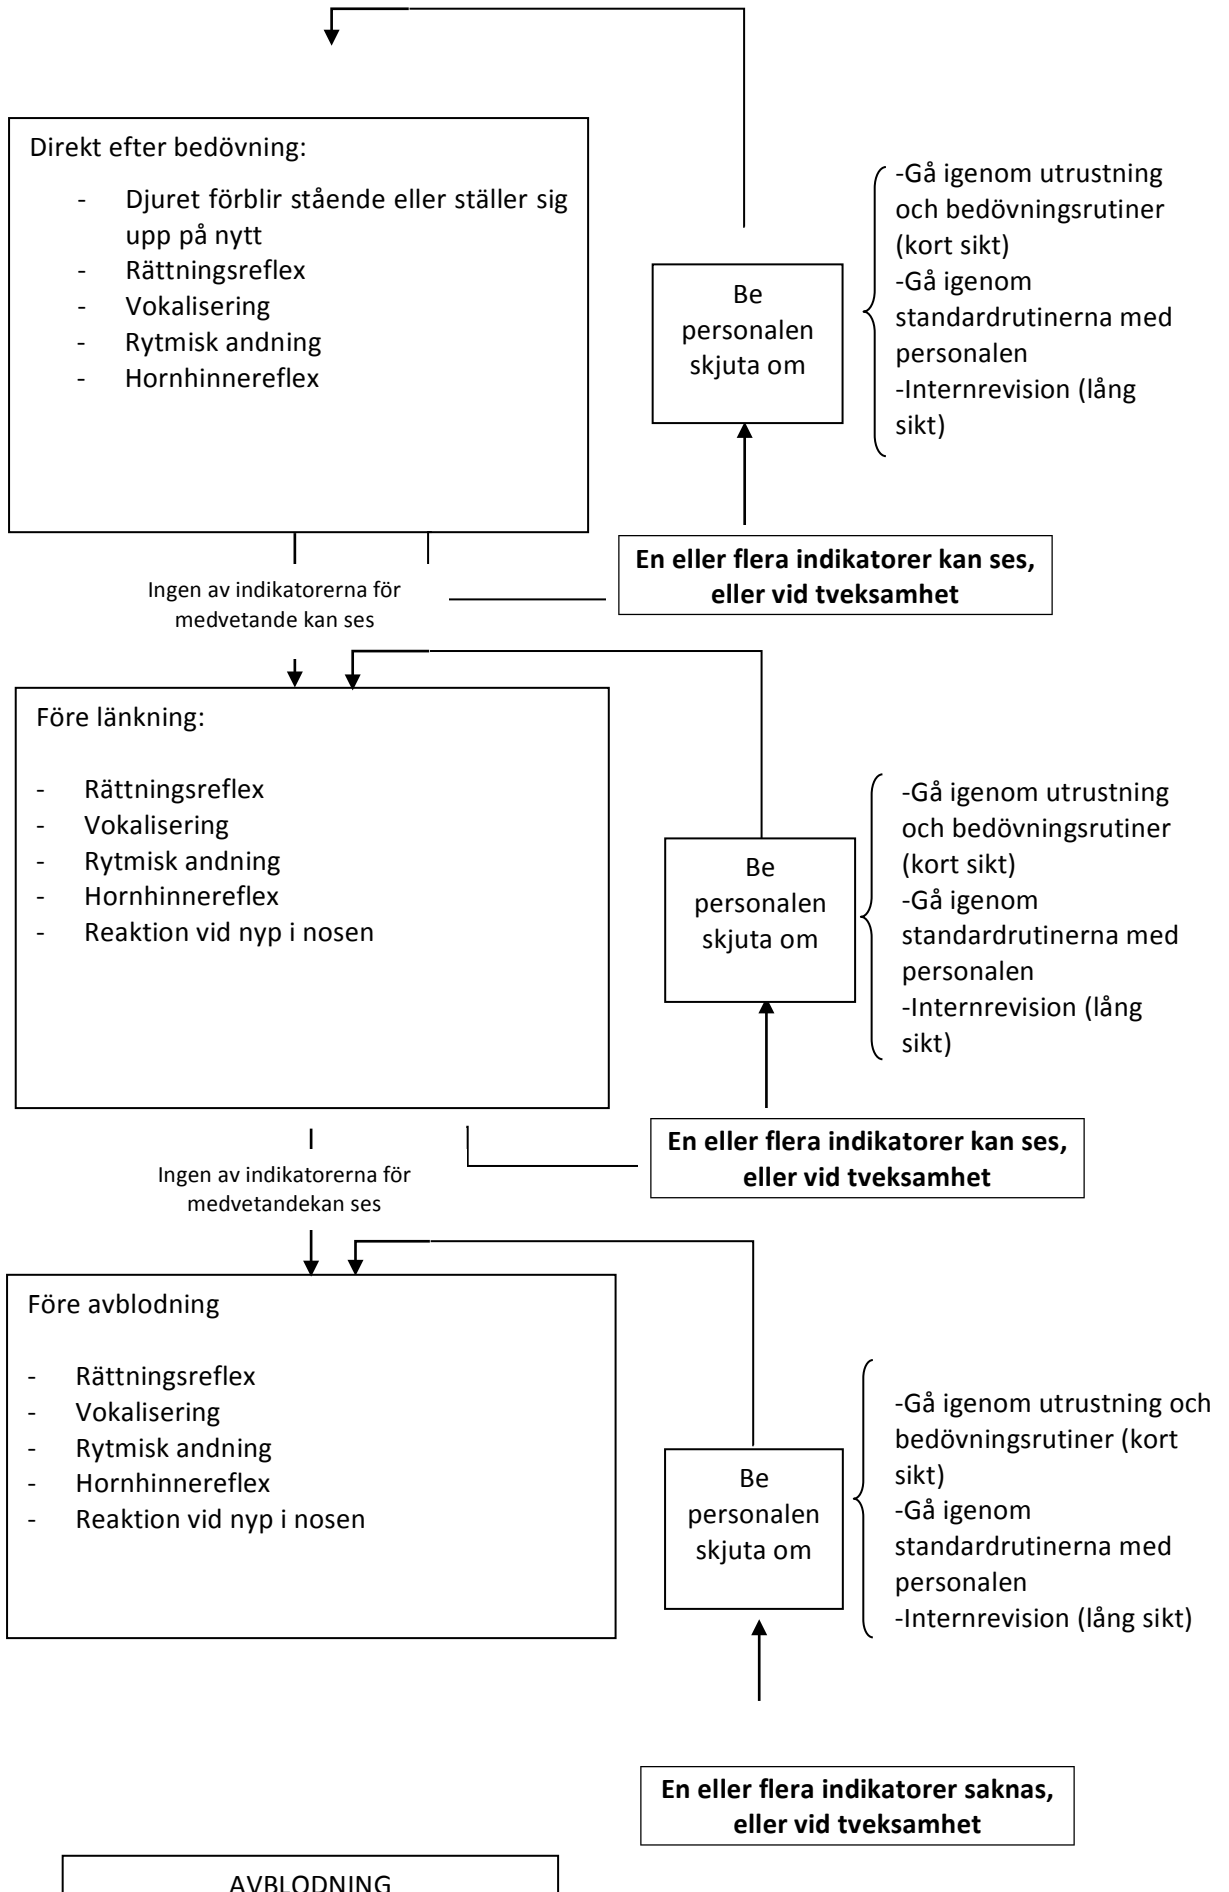 Direkt efter bedövning:
- Djuret förblir stående eller ställer sig
upp på nytt
- Rättningsreflex
- Vokalisering
- Rytmisk andning
- Hornhinnereflex
Be
personalen
skjuta om
-Gå igenom utrustning
och bedövningsrutiner
(kort sikt)
-Gå igenom
standardrutinerna med
personalen
-Internrevision (lång
sikt)
Ingen av indikatorerna för
medvetande kan ses
En eller flera indikatorer kan ses,
eller vid tveksamhet
Före länkning:
- Rättningsreflex
- Vokalisering
- Rytmisk andning
- Hornhinnereflex
- Reaktion vid nyp i nosen
Be
personalen
skjuta om
-Gå igenom utrustning
och bedövningsrutiner
(kort sikt)
-Gå igenom
standardrutinerna med
personalen
-Internrevision (lång
sikt)
Ingen av indikatorerna för
medvetandekan ses
En eller flera indikatorer kan ses,
eller vid tveksamhet
Före avblodning
- Rättningsreflex
- Vokalisering
- Rytmisk andning
- Hornhinnereflex
- Reaktion vid nyp i nosen
Be
personalen
skjuta om
-Gå igenom utrustning och
bedövningsrutiner (kort
sikt)
-Gå igenom
standardrutinerna med
personalen
-Internrevision (lång sikt)
En eller flera indikatorer saknas,
eller vid tveksamhet
AVBLODNING